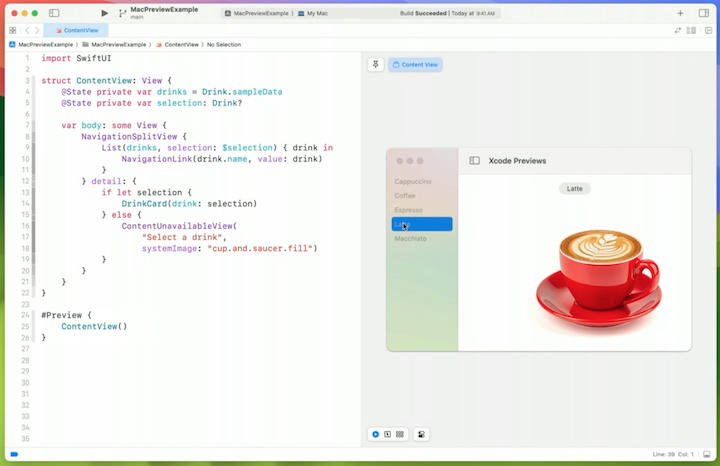 MacPreviewExample
main
MacPreviewExample
My Mac
Build Succeeded | Today at 9:41 AM
ContentView
MacPreviewExample
MacPreviewExample
ContentView
No Selection
1 import SwiftUI
2
3 struct ContentView: View {
4 @State private var drinks = Drink.sampleData
5 @State private var selection: Drink?
6
7 var body: some View {
8 NavigationSplitView {
9 List(drinks, selection: $selection) { drink in
10 NavigationLink(drink.name, value: drink)
11 }
12 } detail: {
13 if let selection {
14 DrinkCard(drink: selection)
15 } else {
16 ContentUnavailableView(
17 "Select a drink",
18 systemImage: "cup.and.saucer.fill")
19 }
20 }
21 }
22 }
23
24 #Preview {
25 ContentView()
26 }
27
28
29
30
31
32
33
34
35
Content View
Xcode Previews
Cappuccino
Coffee
Espresso
Macchiato
Latte
Line: 39 Col: 1